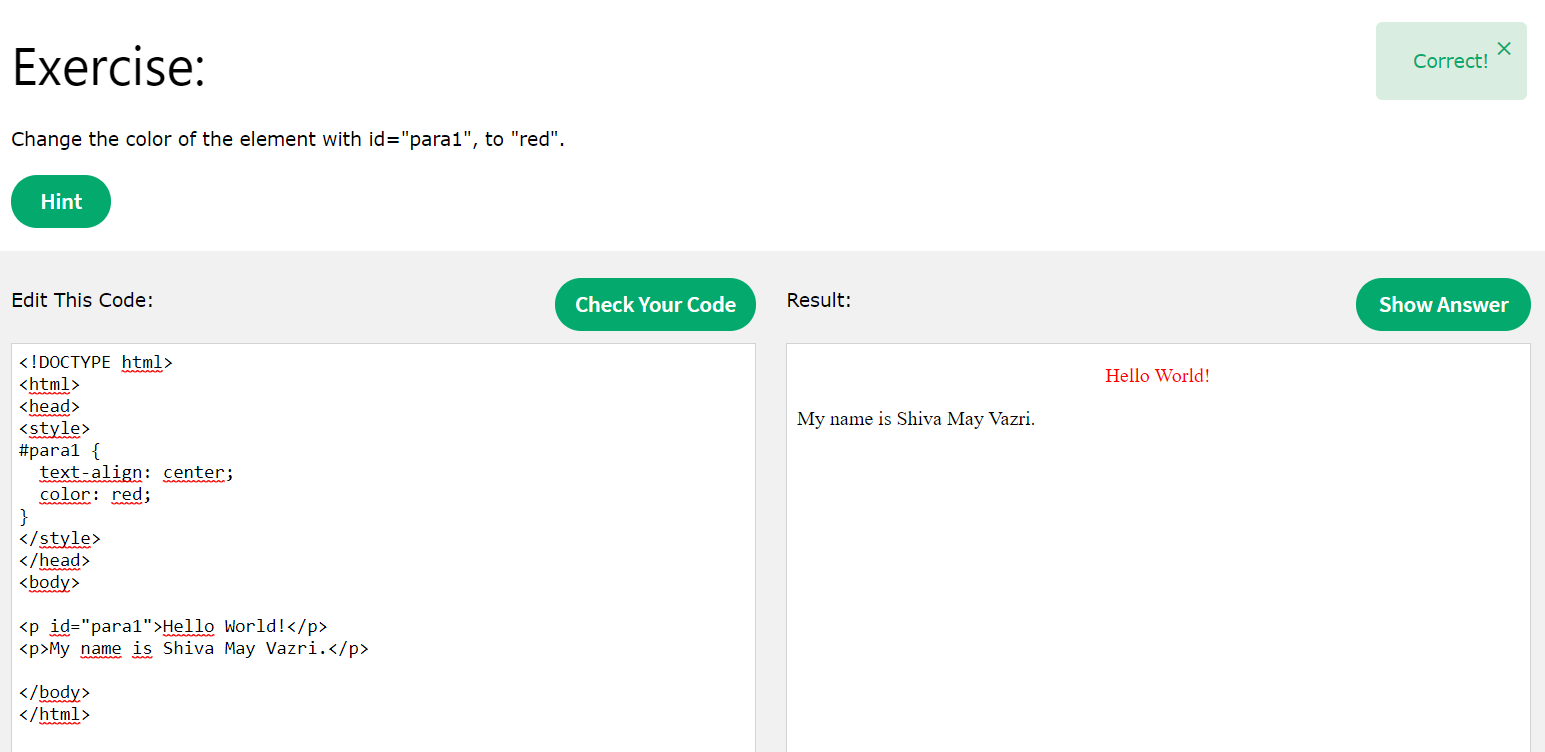 Exercise:
Correct!
×
Change the color of the element with id="para1", to "red".
Hint
Edit This Code:
Check Your Code
Result:
Show Answer
<!DOCTYPE html>
<html>
<head>
<style>
#para1 {
  text-align: center;
  color: red;
}
</style>
</head>
<body>

<p id="para1">Hello World!</p>
<p>My name is Shiva May Vazri.</p>

</body>
</html>
Hello World!
My name is Shiva May Vazri.